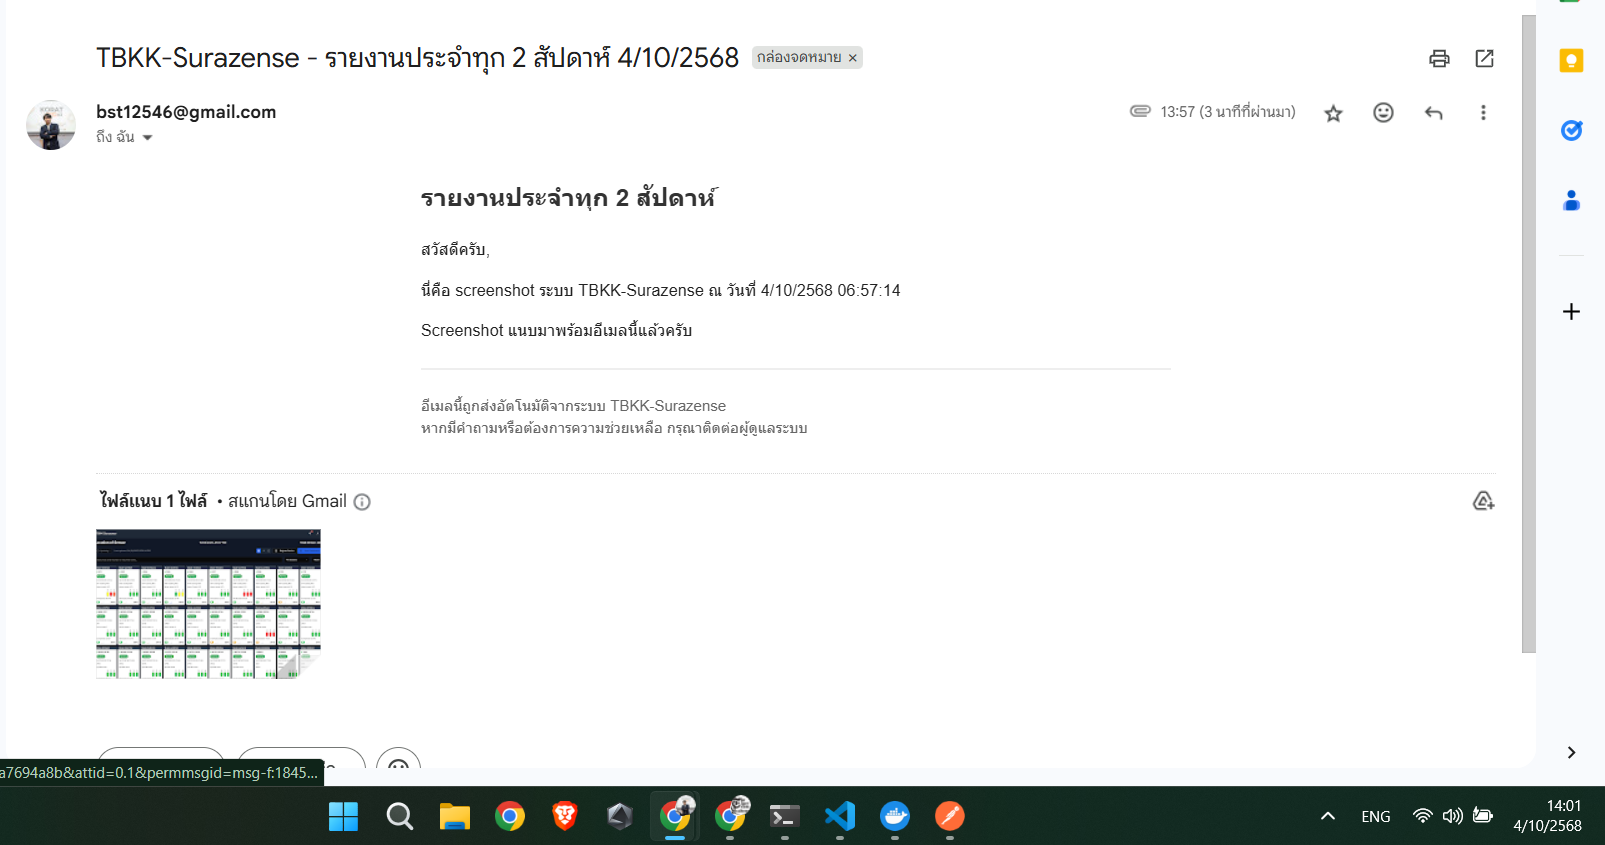 TBKK-Surazense - รายงานประจำทุก 2 สัปดาห์ 4/10/2568 กล่องจดหมาย ×
bst12546@gmail.com
13:57 (3 นาทีที่ผ่านมา)
ถึง ฉัน
รายงานประจำทุก 2 สัปดาห์
สวัสดีครับ,
นี่คือ screenshot ระบบ TBKK-Surazense ณ วันที่ 4/10/2568 06:57:14
Screenshot แนบมาพร้อมอีเมลนี้แล้วครับ
อีเมลนี้ถูกส่งอัตโนมัติจากระบบ TBKK-Surazense
หากมีคำถามหรือต้องการความช่วยเหลือ กรุณาติดต่อผู้ดูแลระบบ
ไฟล์แนบ 1 ไฟล์ • สแกนโดย Gmail
a7694a8b&attid=0.1&permmsgid=msg-f:1845...
ENG
14:01
4/10/2568